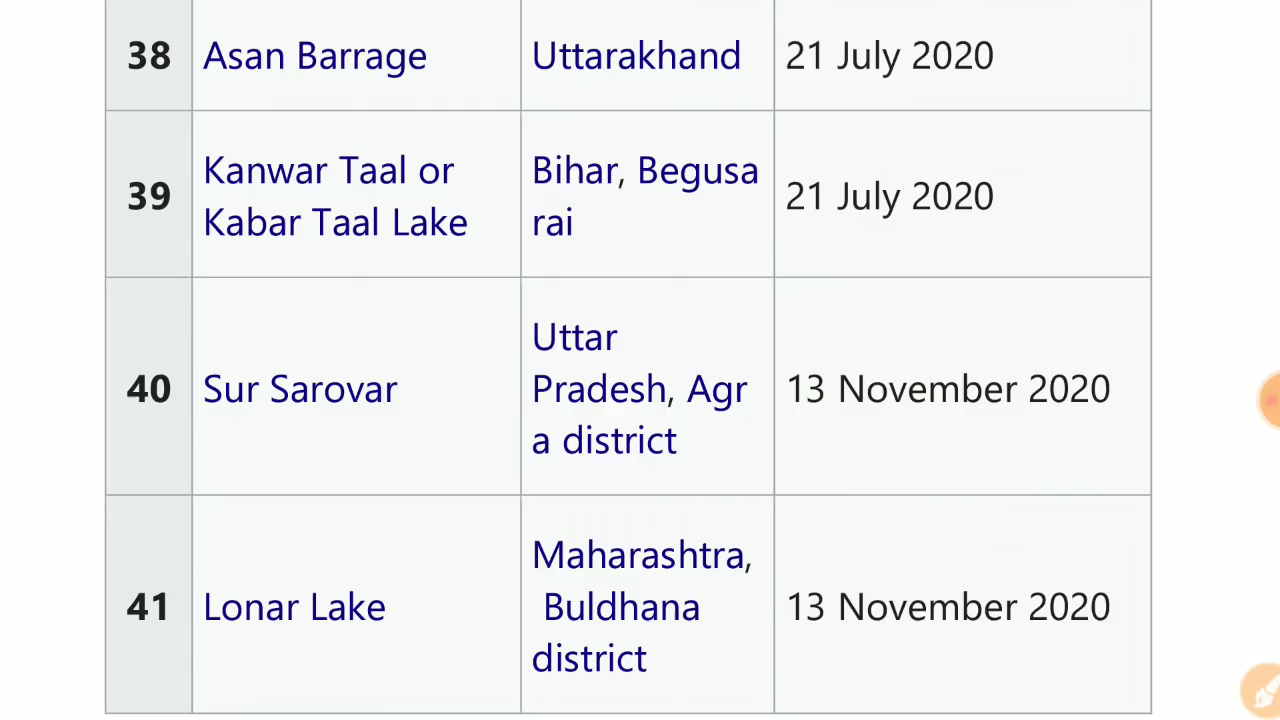 38 Asan Barrage Uttarakhand 21 July 2020
39 Kanwar Taal or Kabar Taal Lake Bihar, Begusa
rai 21 July 2020
40 Sur Sarovar Uttar
Pradesh, Agr
a district 13 November 2020
41 Lonar Lake Maharashtra,
Buldhana
district 13 November 2020